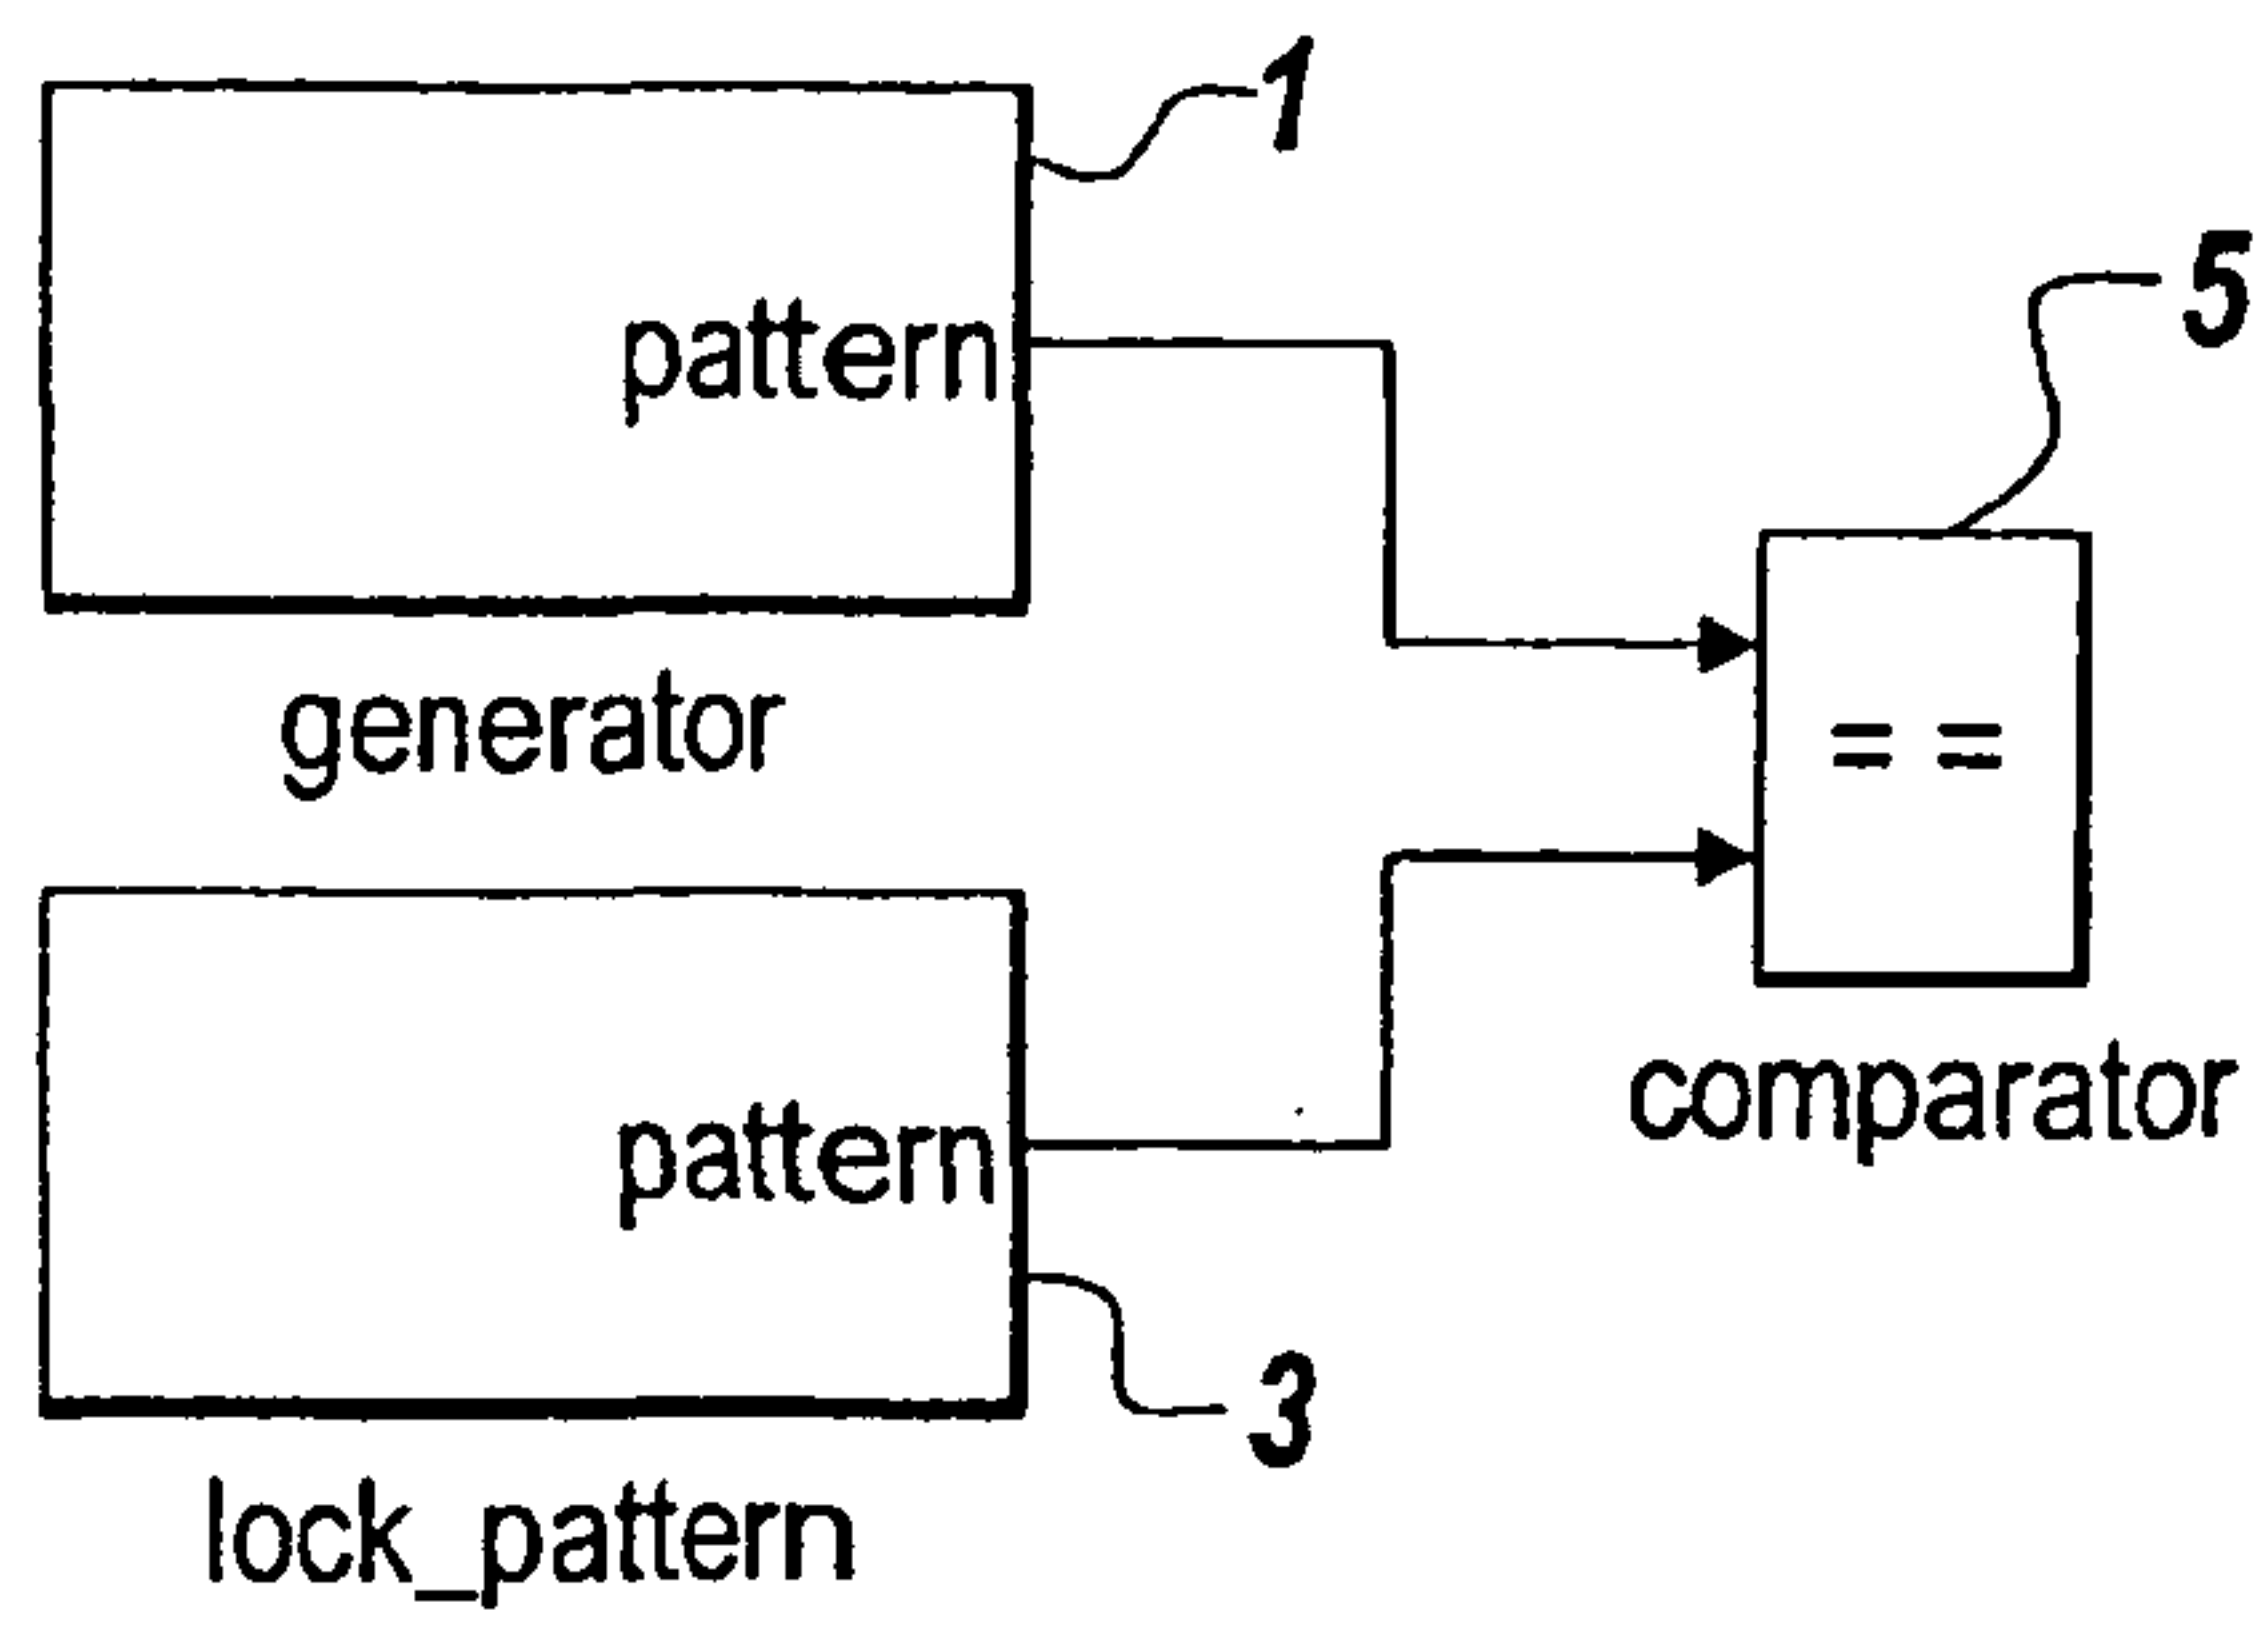 1
pattern
5
generator
= =
comparator
pattern
3
lock_pattern